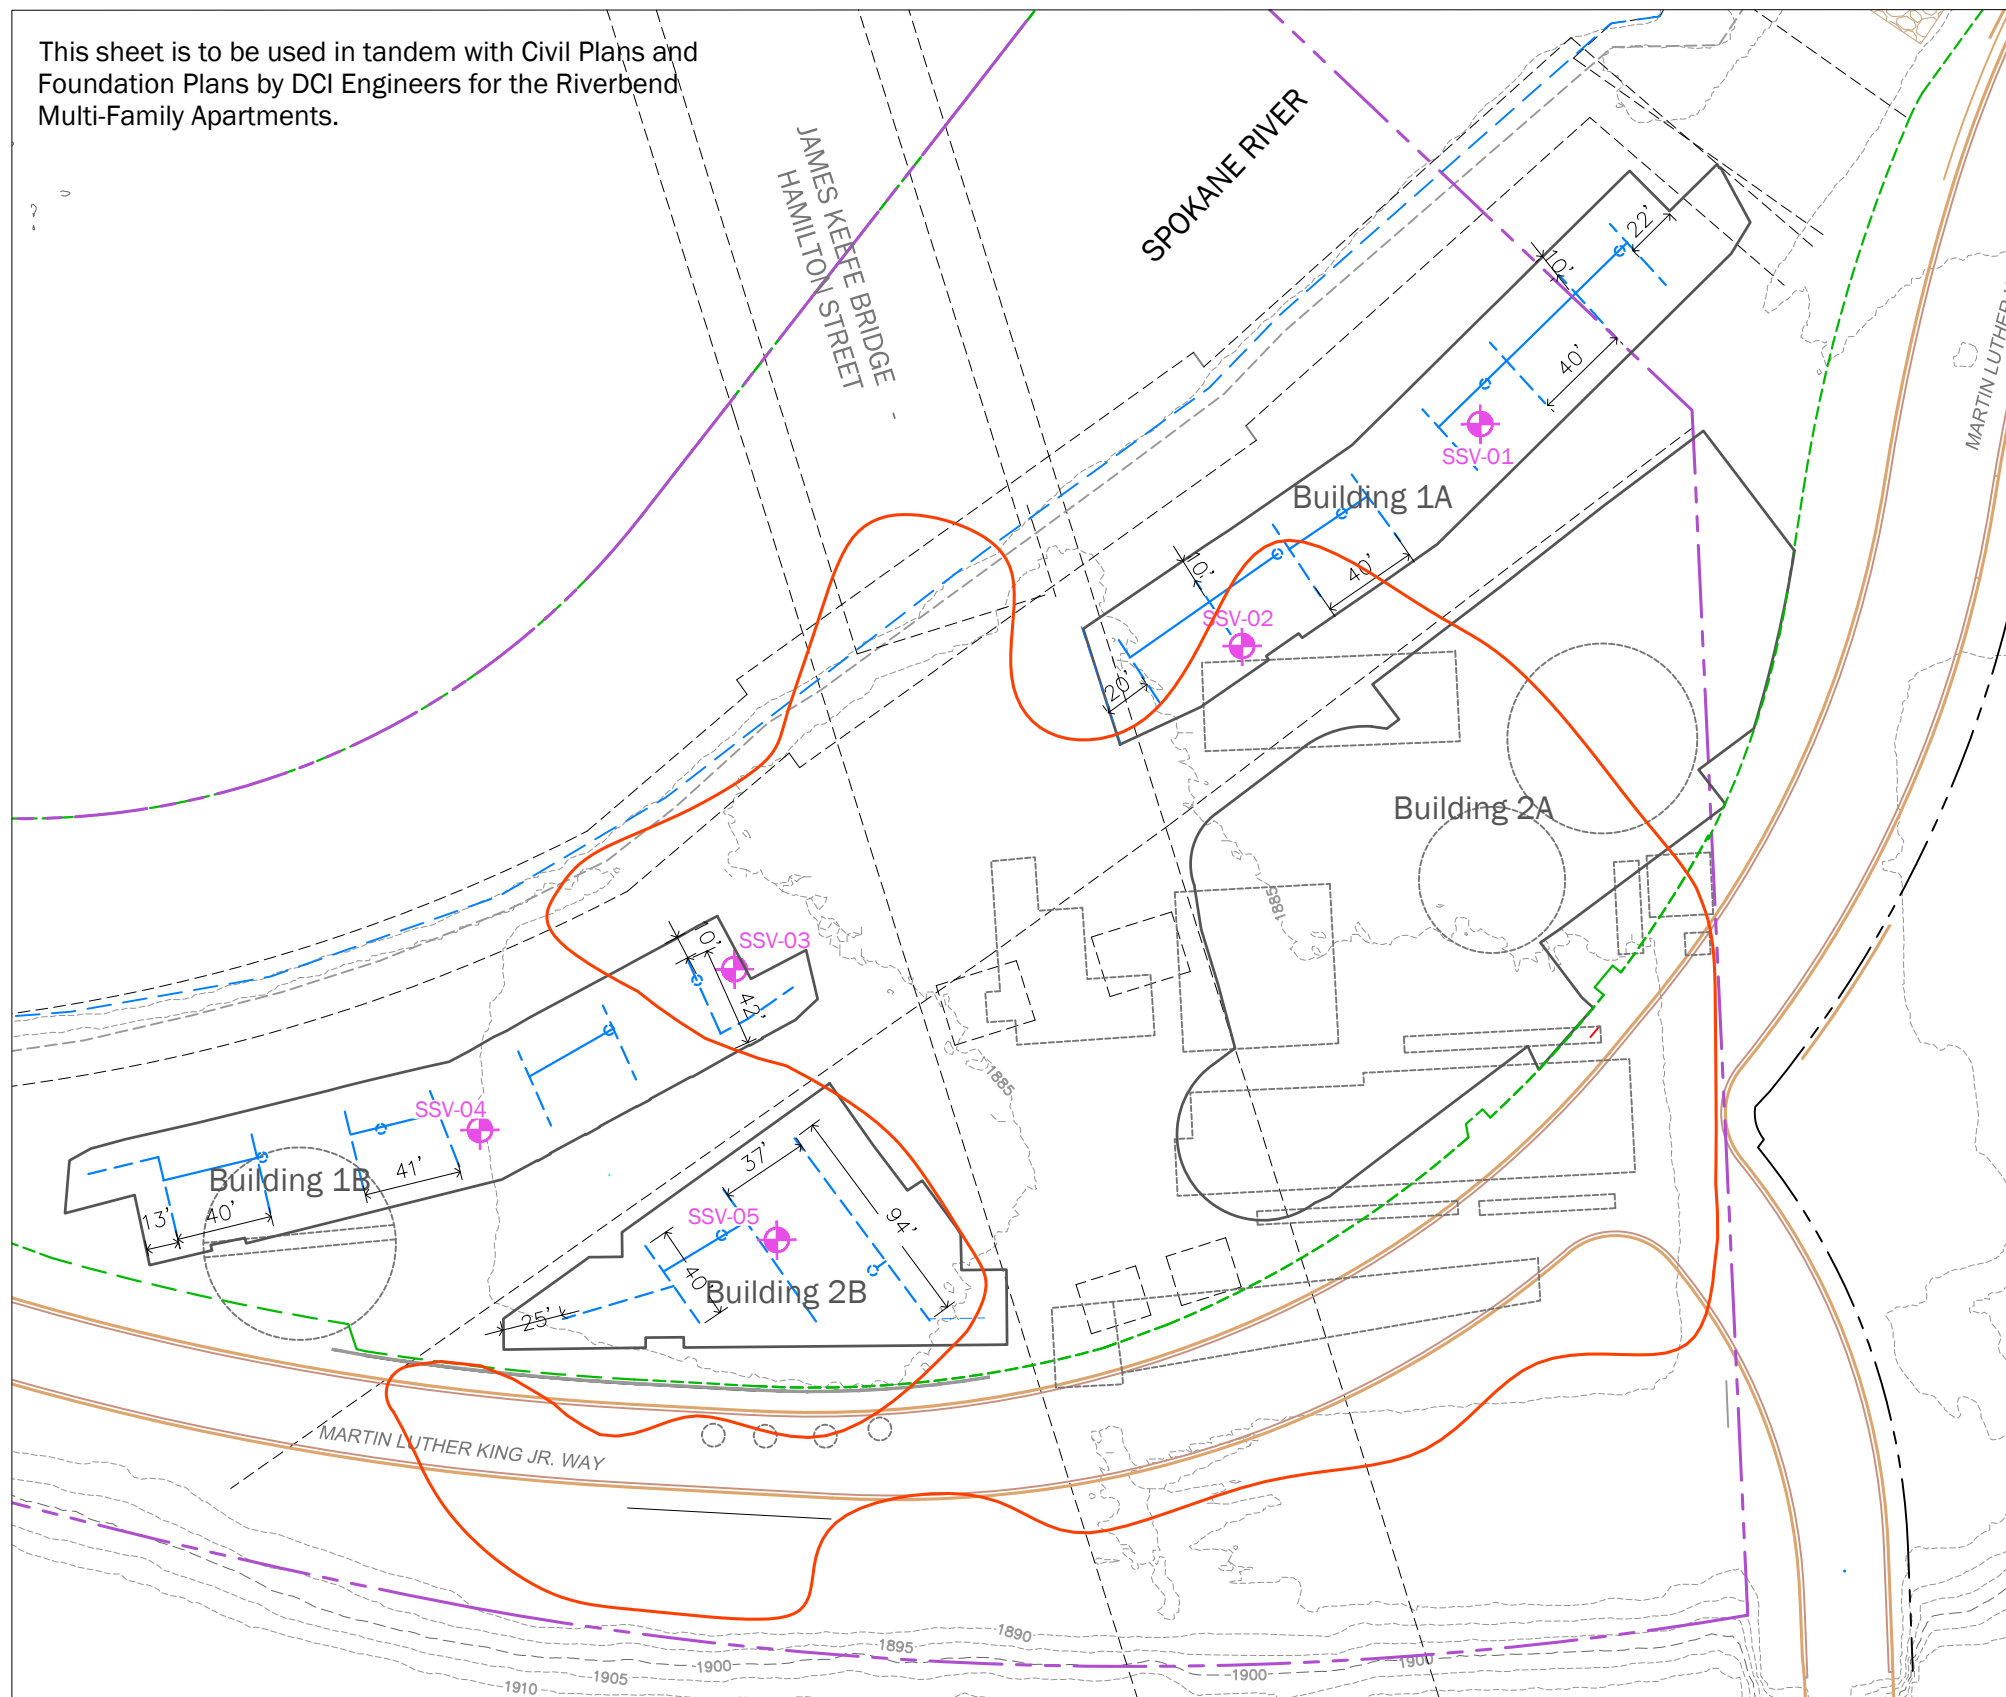 This sheet is to be used in tandem with Civil Plans and
Foundation Plans by DCI Engineers for the Riverbend
Multi-Family Apartments.
JAMES KEEFE BRIDGE -
HAMILTON STREET
SPOKANE RIVER
22'
10'
40'
MARTIN LUTHER
SSV-01
Building 1A
10'
40'
SSV-02
20'
Building 2A
1885
SSV-03
10'
42'
1885
SSV-04
41'
Building 1B
13'
40'
37'
94'
SSV-05
40'
Building 2B
25'
MARTIN LUTHER KING JR. WAY
1890
1895
1900
1900
1900
1905
1910